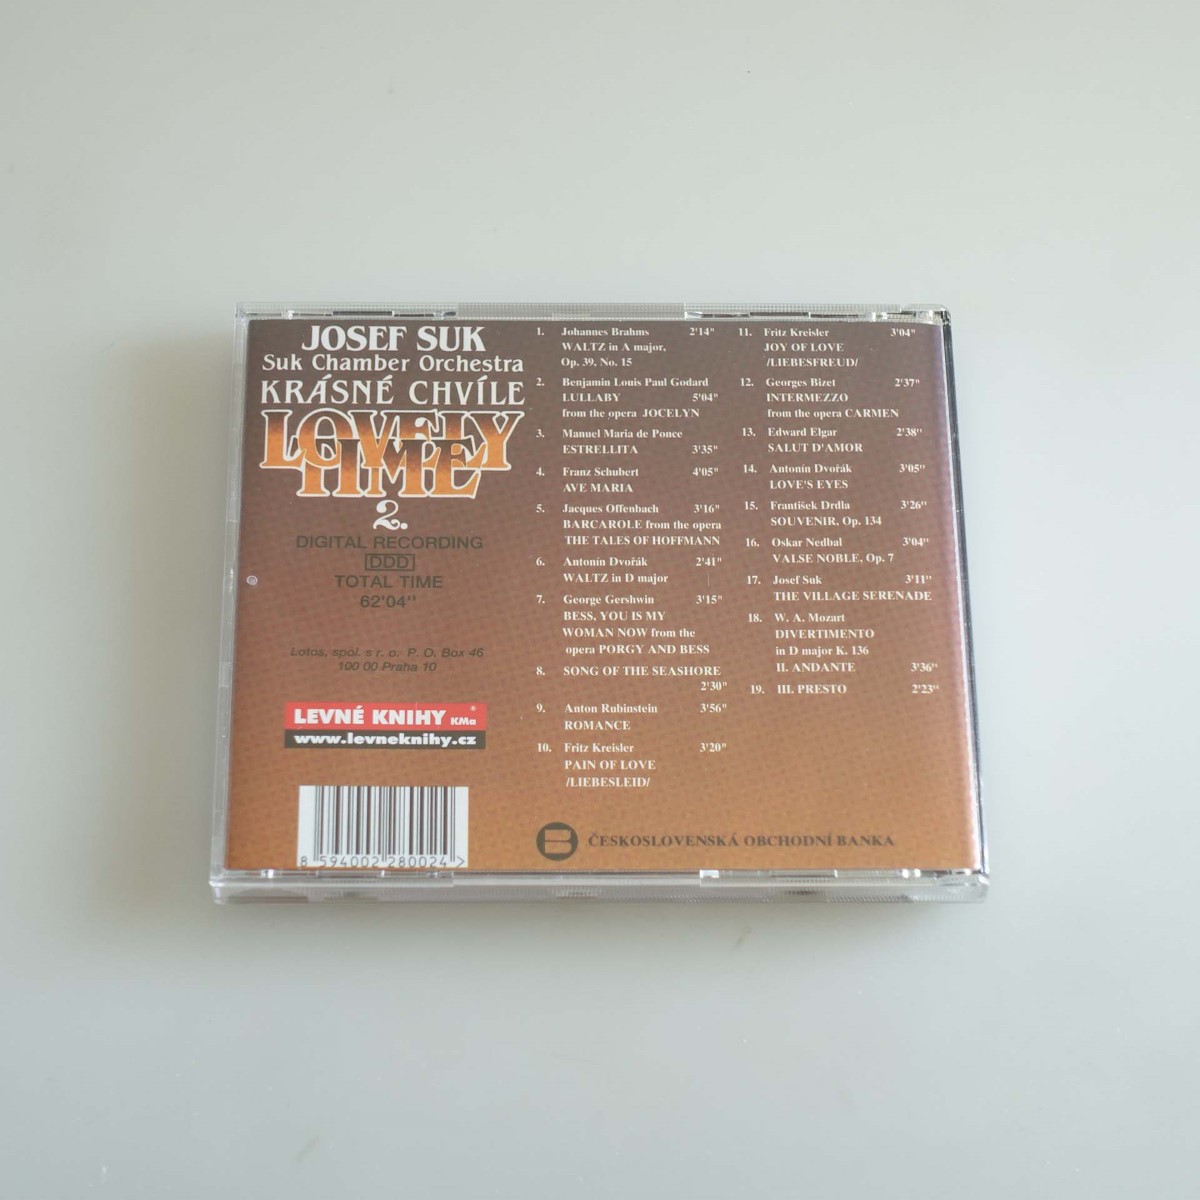 JOSEF SUK
Suk Chamber Orchestra
KRÁSNÉ CHVÍLE
LOVELY
TIME
2.
DIGITAL RECORDING
DDD
TOTAL TIME
62'04"
Lotos, spol. s r. o. P. O. Box 46
100 00 Praha 10
LEVNÉ KNIHY KMa ®
www.levneknihy.cz
8 594002 280024 >
1. Johannes Brahms 2'14"
WALTZ in A major,
Op. 39, No. 15
2. Benjamin Louis Paul Godard
LULLABY 5'04"
from the opera JOCELYN
3. Manuel Maria de Ponce
ESTRELLITA 3'35"
4. Franz Schubert 4'05"
AVE MARIA
5. Jacques Offenbach 3'16"
BARCAROLE from the opera
THE TALES OF HOFFMANN
6. Antonín Dvořák 2'41"
WALTZ in D major
7. George Gershwin 3'15"
BESS, YOU IS MY
WOMAN NOW from the
opera PORGY AND BESS
8. SONG OF THE SEASHORE
2'30"
9. Anton Rubinstein 3'56"
ROMANCE
10. Fritz Kreisler 3'20"
PAIN OF LOVE
/LIEBESLEID/
11. Fritz Kreisler 3'04"
JOY OF LOVE
/LIEBESFREUD/
12. Georges Bizet 2'37"
INTERMEZZO
from the opera CARMEN
13. Edward Elgar 2'38"
SALUT D'AMOR
14. Antonín Dvořák 3'05"
LOVE'S EYES
15. František Drdla 3'26"
SOUVENIR, Op. 134
16. Oskar Nedbal 3'04"
VALSE NOBLE, Op. 7
17. Josef Suk 3'11"
THE VILLAGE SERENADE
18. W. A. Mozart
DIVERTIMENTO
in D major K. 136
II. ANDANTE 3'36"
19. III. PRESTO 2'23"
ČESKOSLOVENSKÁ OBCHODNÍ BANKA